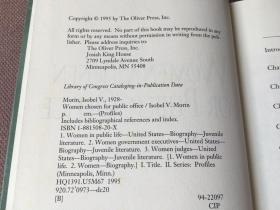 Copyright © 1995 by The Oliver Press, Inc.
All rights reserved. No part of this book may be reproduced in any
form or by any means without permission in writing from the pub-
lisher. Please address inquiries to
The Oliver Press, Inc.
Josiah King House
2709 Lyndale Avenue South
Minneapolis, MN 55408
Library of Congress Cataloging-in-Publication Data
Morin, Isobel V., 1928-
Women chosen for public office / Isobel V. Morin
p. cm.—(Profiles)
Includes bibliographical references and index.
ISBN 1-881508-20-X
1. Women in public life—United States—Biography—Juvenile
literature. 2. Women government executives—United States—
Biography—Juvenile literature. 3. Women judges—United States—
Biography—Juvenile literature. [1. Women in public life.
2. Women—Biography.] I. Title. II. Series: Profiles
(Minneapolis, Minn.)
HQ1391.U5M67 1995
920.72'0973—dc20
[B]
94-22097
CIP
Introd
Cha
Cha
Ch
Ch
C